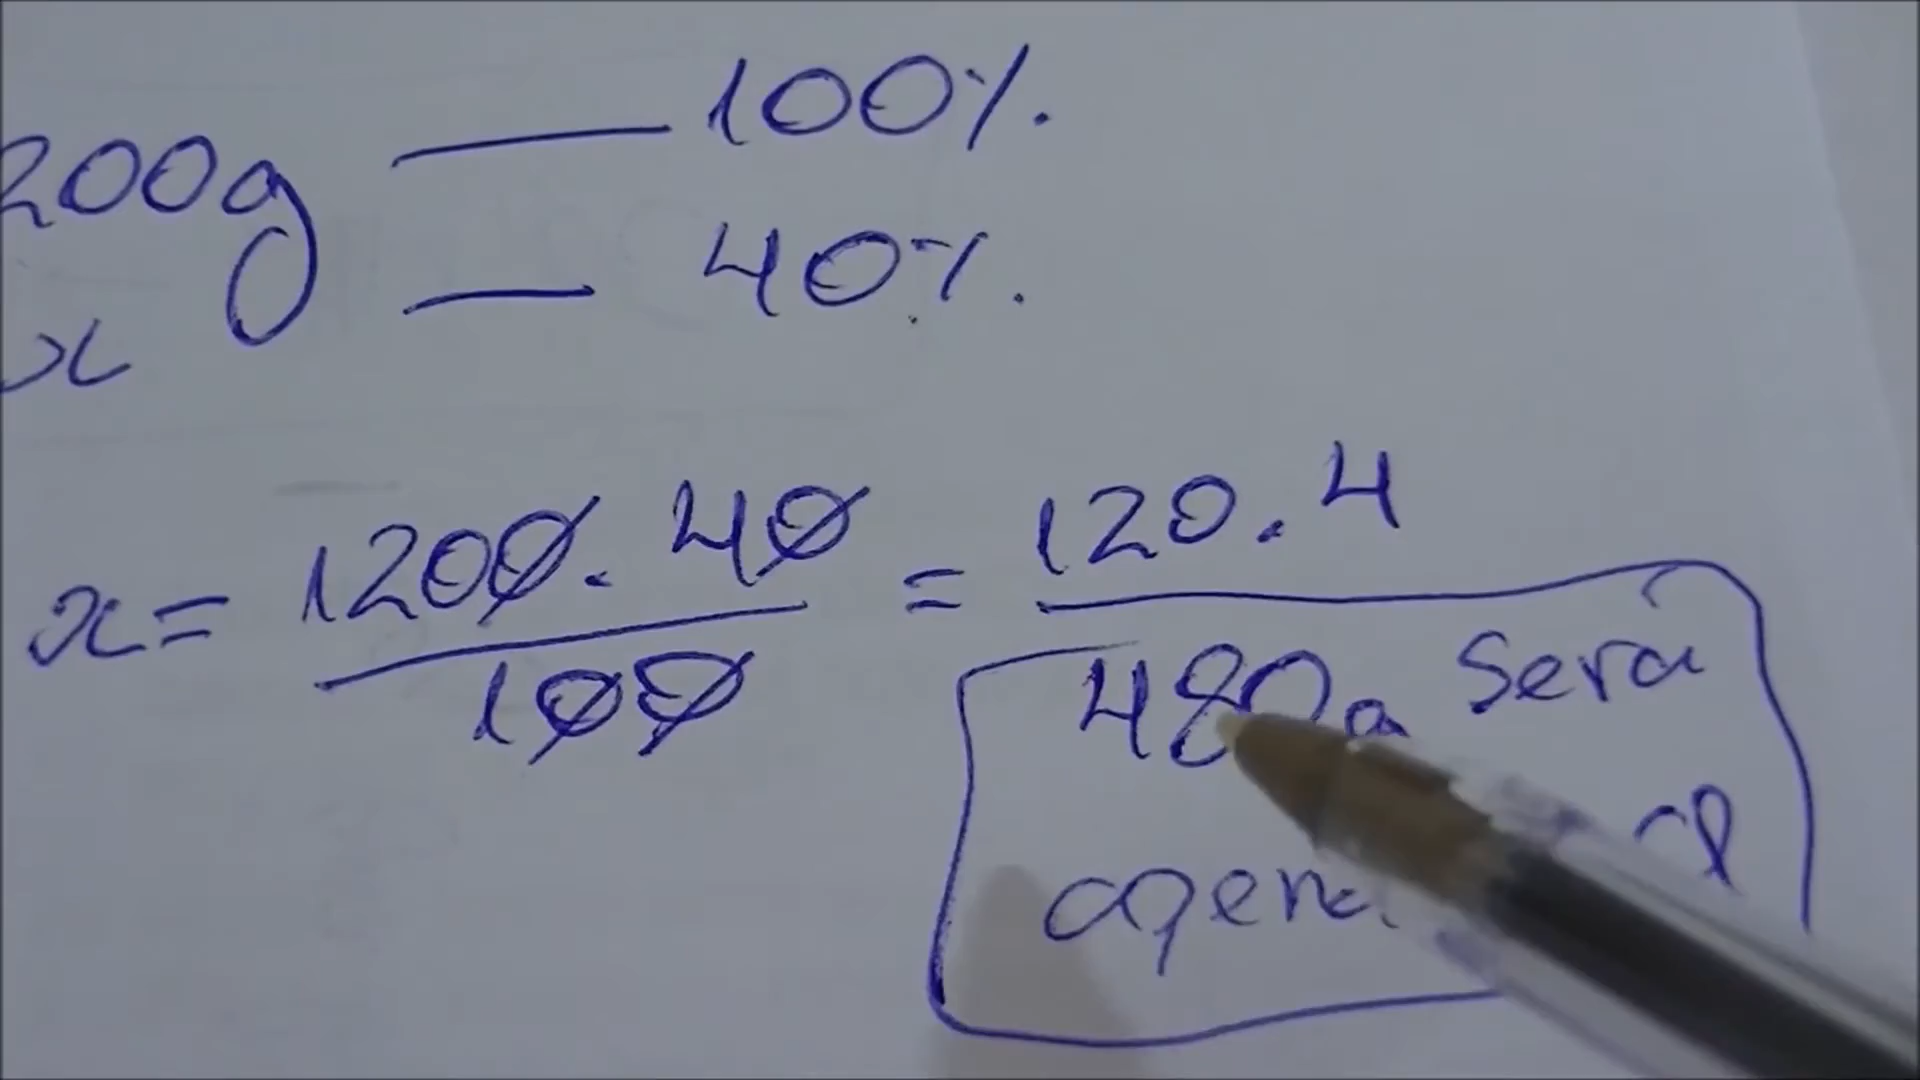 200g — 100%.
x — 40%.
x = 1200 . 40 = 120 . 4
100
480g será